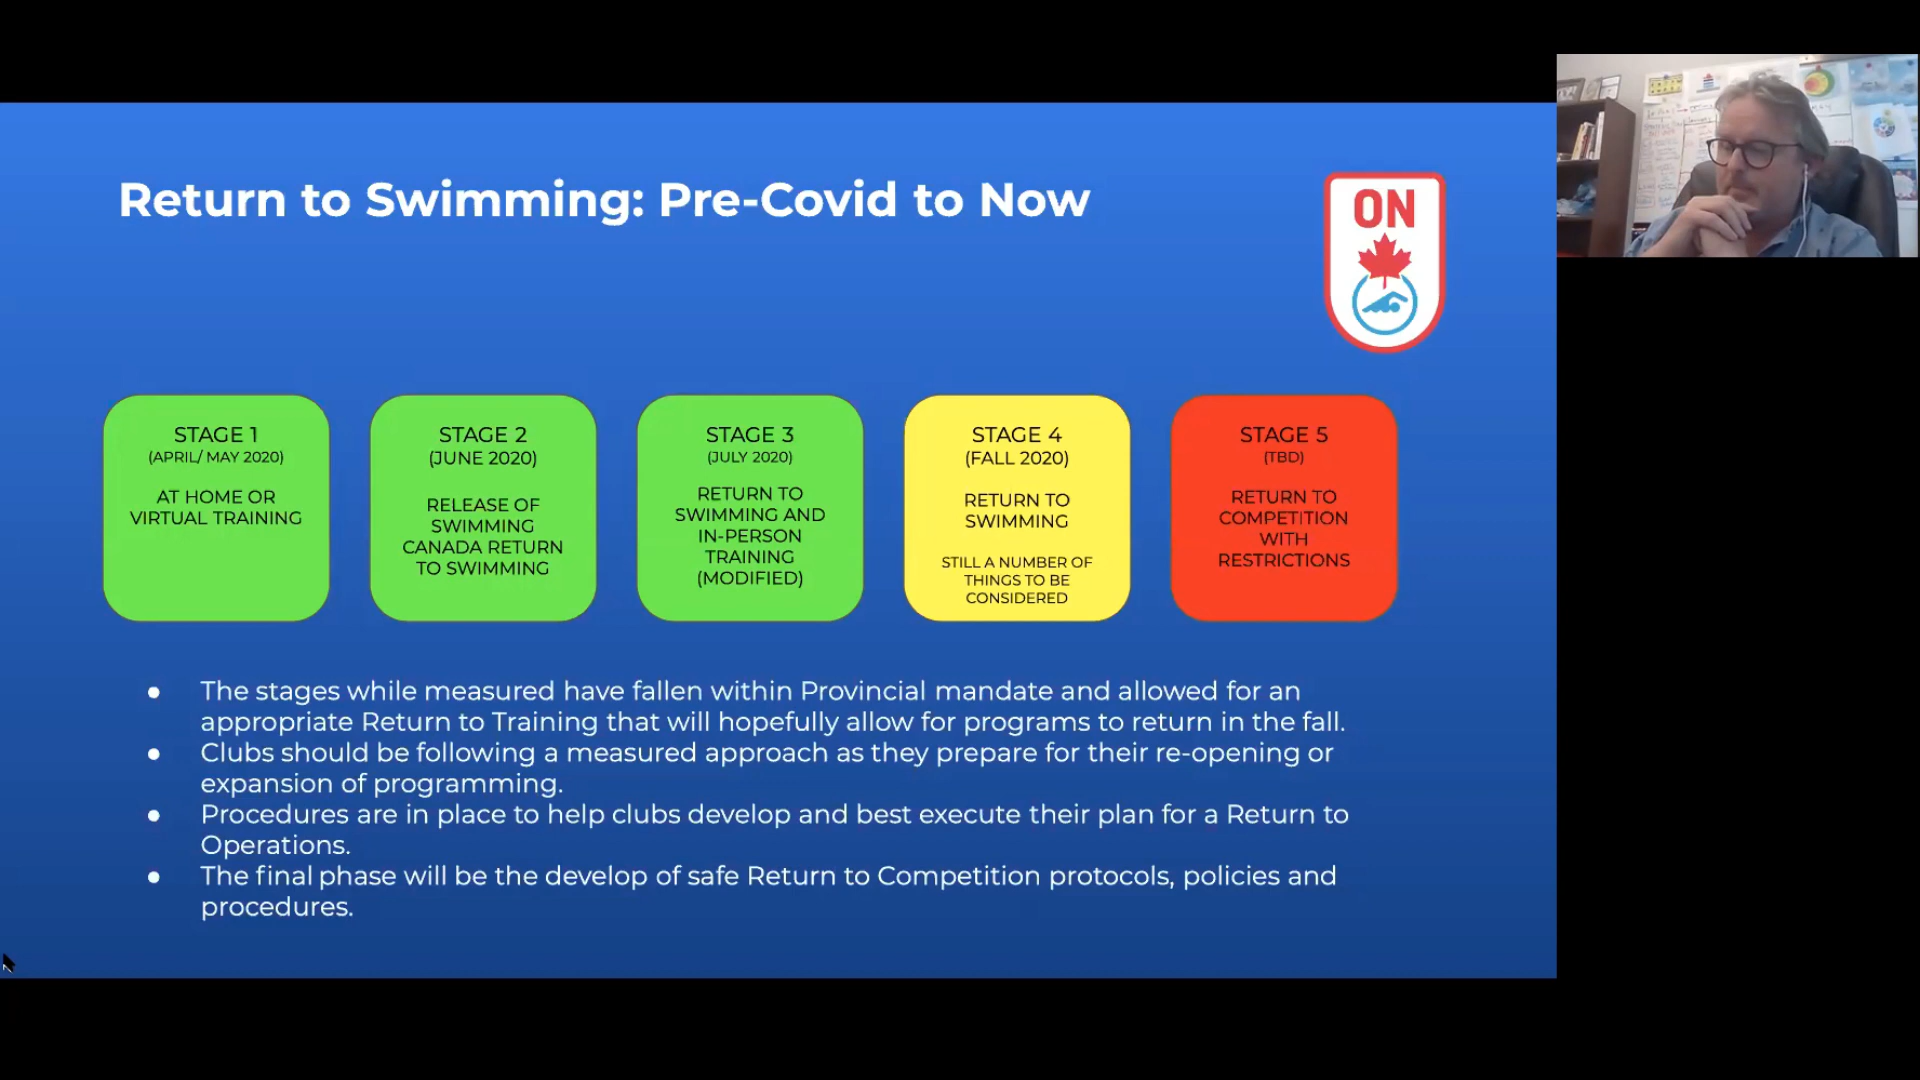 Return to Swimming: Pre-Covid to Now
ON
STAGE 1
(APRIL/ MAY 2020)
AT HOME OR
VIRTUAL TRAINING
STAGE 2
(JUNE 2020)
RELEASE OF
SWIMMING
CANADA RETURN
TO SWIMMING
STAGE 3
(JULY 2020)
RETURN TO
SWIMMING AND
IN-PERSON
TRAINING
(MODIFIED)
STAGE 4
(FALL 2020)
RETURN TO
SWIMMING
STILL A NUMBER OF
THINGS TO BE
CONSIDERED
STAGE 5
(TBD)
RETURN TO
COMPETITION
WITH
RESTRICTIONS
● The stages while measured have fallen within Provincial mandate and allowed for an
appropriate Return to Training that will hopefully allow for programs to return in the fall.
● Clubs should be following a measured approach as they prepare for their re-opening or
expansion of programming.
● Procedures are in place to help clubs develop and best execute their plan for a Return to
Operations.
● The final phase will be the develop of safe Return to Competition protocols, policies and
procedures.